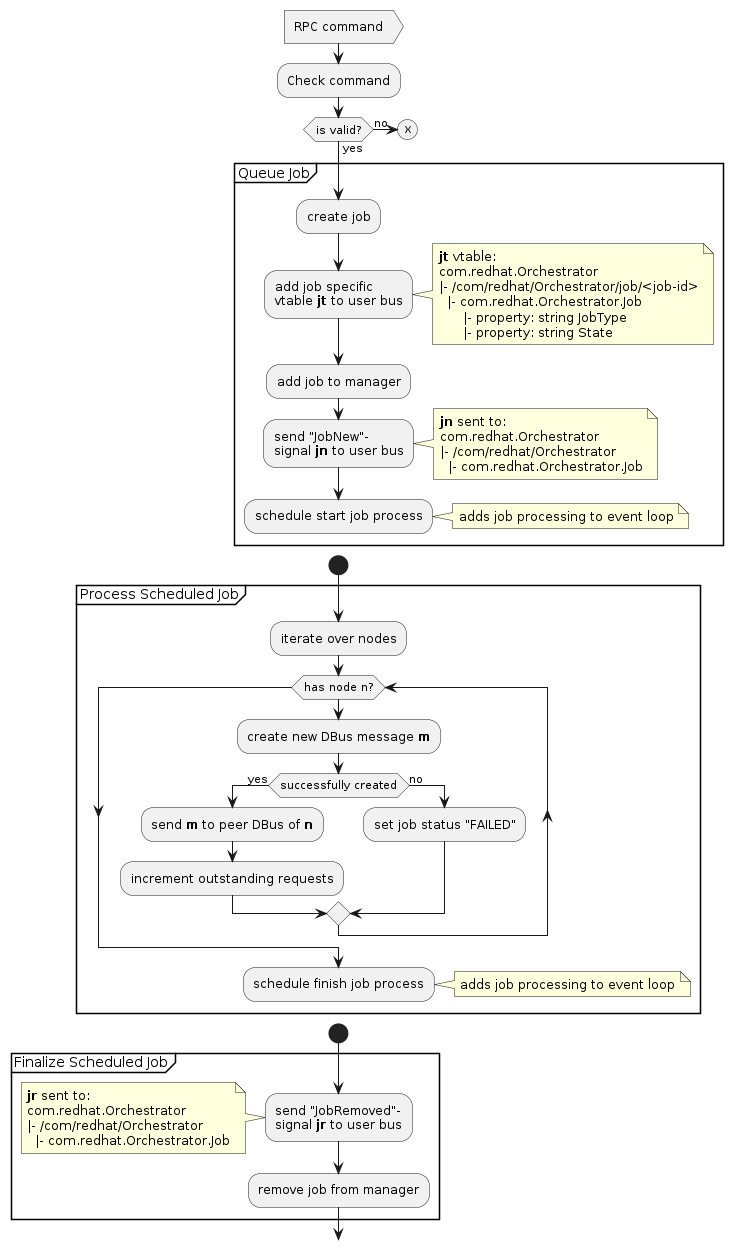 RPC command
Check command
is valid?
no
x
yes
Queue Job
create job
add job specific
vtable jt to user bus
jt vtable:
com.redhat.Orchestrator
|- /com/redhat/Orchestrator/job/<job-id>
|- com.redhat.Orchestrator.Job
|- property: string JobType
|- property: string State
add job to manager
send "JobNew"-
signal jn to user bus
jn sent to:
com.redhat.Orchestrator
|- /com/redhat/Orchestrator
|- com.redhat.Orchestrator.Job
schedule start job process
adds job processing to event loop
Process Scheduled Job
iterate over nodes
has node n?
create new DBus message m
yes
successfully created
no
send m to peer DBus of n
set job status "FAILED"
increment outstanding requests
schedule finish job process
adds job processing to event loop
Finalize Scheduled Job
jr sent to:
com.redhat.Orchestrator
|- /com/redhat/Orchestrator
|- com.redhat.Orchestrator.Job
send "JobRemoved"-
signal jr to user bus
remove job from manager